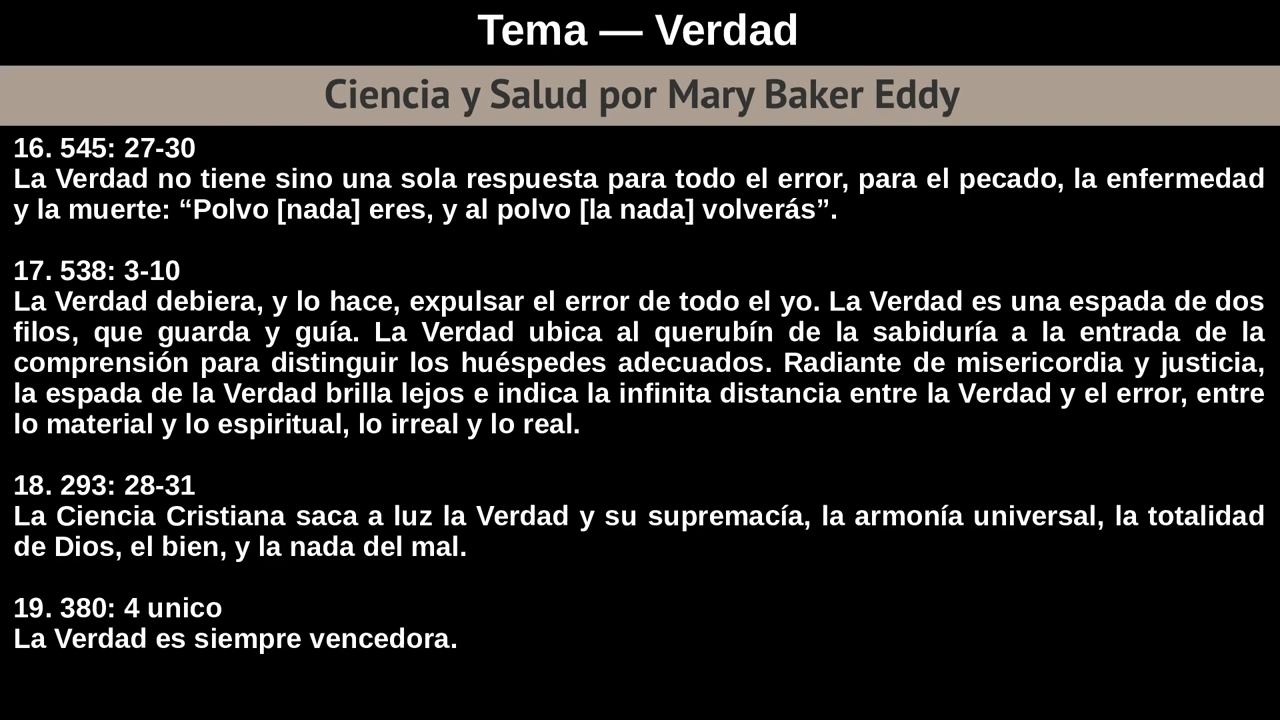 Tema — Verdad
Ciencia y Salud por Mary Baker Eddy
16. 545: 27-30
La Verdad no tiene sino una sola respuesta para todo el error, para el pecado, la enfermedad
y la muerte: “Polvo [nada] eres, y al polvo [la nada] volverás”.
17. 538: 3-10
La Verdad debiera, y lo hace, expulsar el error de todo el yo. La Verdad es una espada de dos
filos, que guarda y guía. La Verdad ubica al querubín de la sabiduría a la entrada de la
comprensión para distinguir los huéspedes adecuados. Radiante de misericordia y justicia,
la espada de la Verdad brilla lejos e indica la infinita distancia entre la Verdad y el error, entre
lo material y lo espiritual, lo irreal y lo real.
18. 293: 28-31
La Ciencia Cristiana saca a luz la Verdad y su supremacía, la armonía universal, la totalidad
de Dios, el bien, y la nada del mal.
19. 380: 4 unico
La Verdad es siempre vencedora.